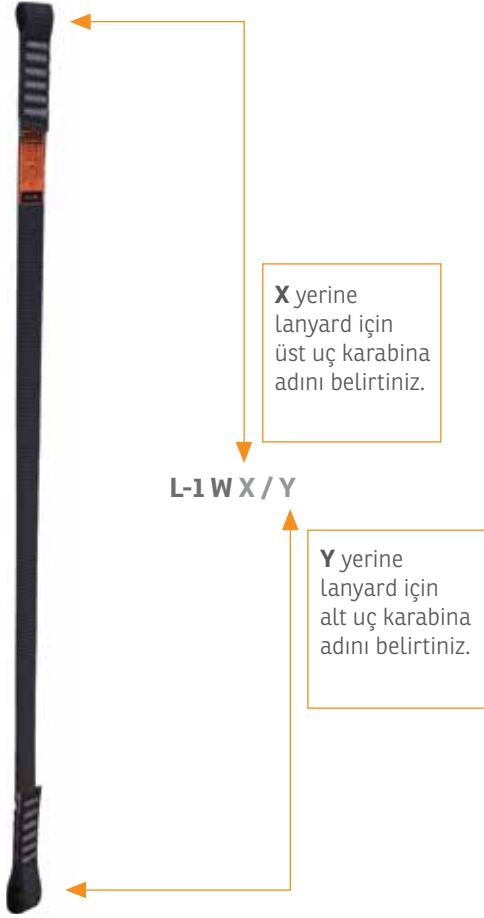 X yerine
lanyard için
üst uç karabina
adını belirtiniz.
L-1 W X / Y
Y yerine
lanyard için
alt uç karabina
adını belirtiniz.